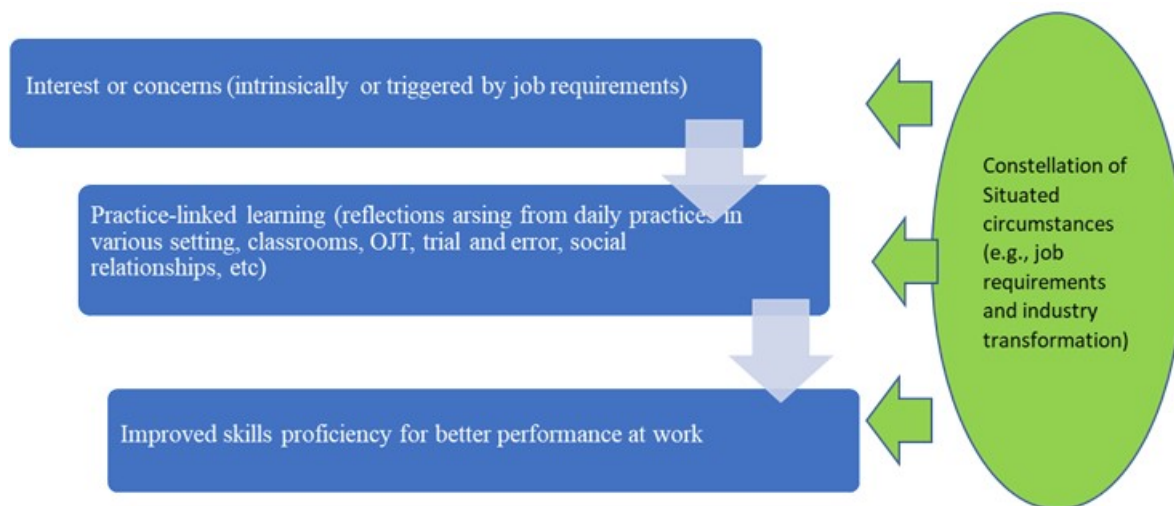 Interest or concerns (intrinsically or triggered by job requirements)
Practice-linked learning (reflections arsing from daily practices in
various setting, classrooms, OJT, trial and error, social
relationships, etc)
Improved skills proficiency for better performance at work
Constellation of
Situated
circumstances
(e.g., job
requirements
and industry
transformation)